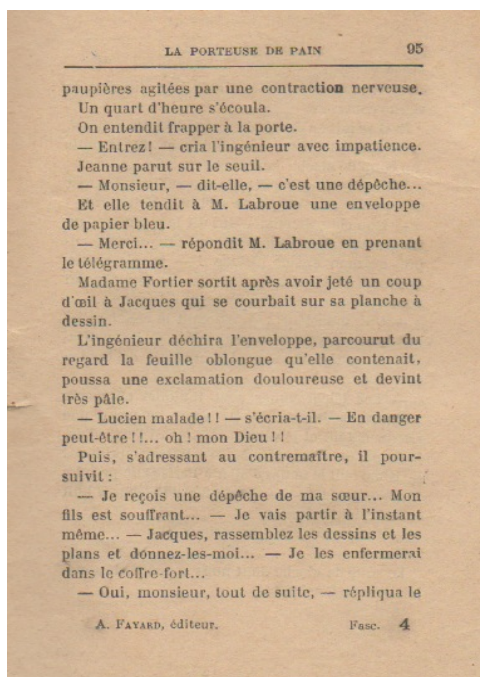 LA PORTEUSE DE PAIN 95
paupières agitées par une contraction nerveuse.
Un quart d'heure s'écoula.
On entendit frapper à la porte.
— Entrez! — cria l'ingénieur avec impatience.
Jeanne parut sur le seuil.
— Monsieur, — dit-elle, — c'est une dépêche...
Et elle tendit à M. Labroue une enveloppe
de papier bleu.
— Merci... — répondit M. Labroue en prenant
le télégramme.
Madame Fortier sortit après avoir jeté un coup
d'œil à Jacques qui se courbait sur sa planche à
dessin.
L'ingénieur déchira l'enveloppe, parcourut du
regard la feuille oblongue qu'elle contenait,
poussa une exclamation douloureuse et devint
très pâle.
— Lucien malade!! — s'écria-t-il. — En danger
peut-être!!... oh! mon Dieu!!
Puis, s'adressant au contremaître, il pour-
suivit :
— Je reçois une dépêche de ma sœur... Mon
fils est souffrant... — Je vais partir à l'instant
même... — Jacques, rassemblez les dessins et les
plans et donnez-les-moi... — Je les enfermerai
dans le coffre-fort...
— Oui, monsieur, tout de suite, — répliqua le
A. FAYARD, éditeur. Fasc. 4